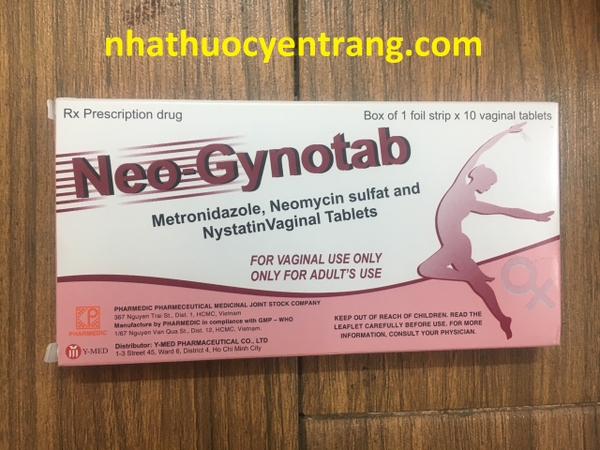 nhathuocyentrang.com
Rx Prescription drug
Box of 1 foil strip x 10 vaginal tablets
Neo-Gynotab
Metronidazole, Neomycin sulfat and
NystatinVaginal Tablets
FOR VAGINAL USE ONLY
ONLY FOR ADULT'S USE
PHARMEDIC PHARMECEUTICAL MEDICINAL JOINT STOCK COMPANY
367 Nguyen Trai St., Dist. 1, HCMC, Vietnam
Manufacture by PHARMEDIC in compliance with GMP – WHO
1/67 Nguyen Van Qua St., Dist. 12, HCMC, Vietnam.
PHARMEDIC
Y-MED
Distributor: Y-MED PHARMACEUTICAL CO., LTD
1-3 Street 45, Ward 6, District 4, Ho Chi Minh City
KEEP OUT OF REACH OF CHILDREN. READ THE
LEAFLET CAREFULLY BEFORE USE. FOR MORE
INFORMATION, CONSULT YOUR PHYSICIAN.